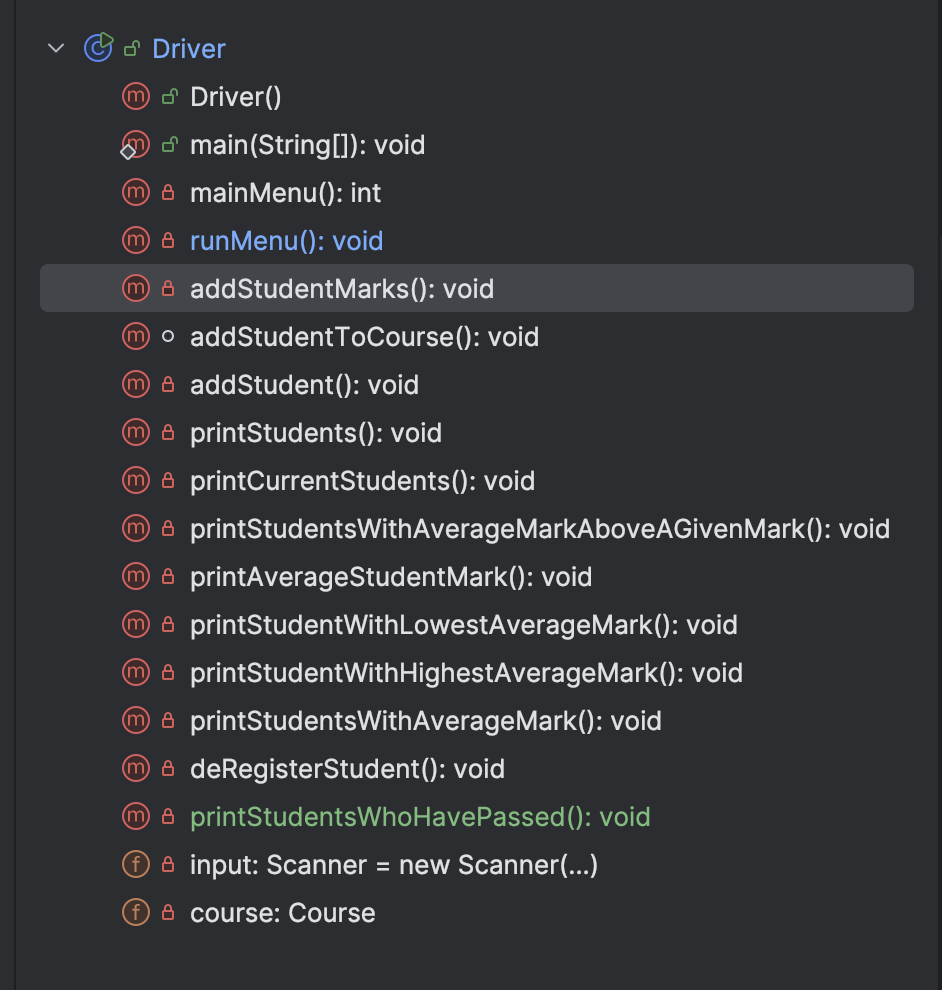 Driver
Driver()
main(String[]): void
mainMenu(): int
runMenu(): void
addStudentMarks(): void
addStudentToCourse(): void
addStudent(): void
printStudents(): void
printCurrentStudents(): void
printStudentsWithAverageMarkAboveAGivenMark(): void
printAverageStudentMark(): void
printStudentWithLowestAverageMark(): void
printStudentWithHighestAverageMark(): void
printStudentsWithAverageMark(): void
deRegisterStudent(): void
printStudentsWhoHavePassed(): void
input: Scanner = new Scanner(...)
course: Course